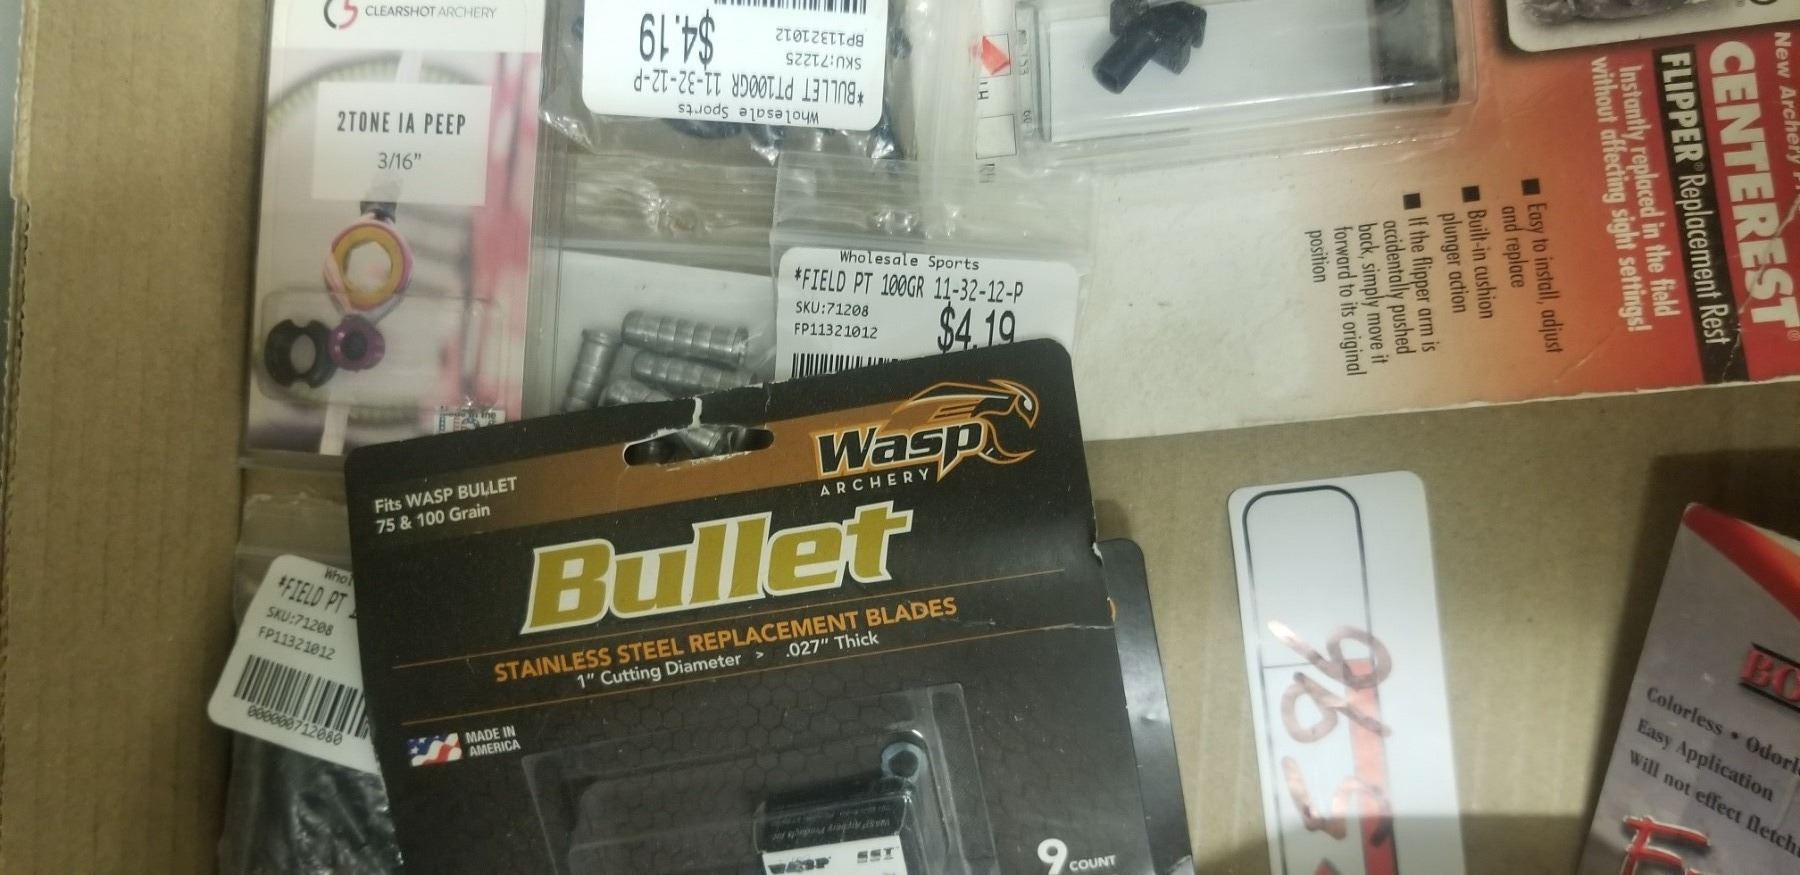 CLEARSHOT ARCHERY
2TONE IA PEEP
3/16"
Wholesale Sports
*BULLET PT100GR 11-32-12-P
SKU:71225
BP11321012
$4.19
Wholesale Sports
*FIELD PT 100GR 11-32-12-P
SKU:71208
FP11321012
$4.19
New Archery
CENTEREST®
FLIPPER® Replacement Rest
Instantly replaced in the field
without affecting sight settings!
Easy to install, adjust
and replace
Built-in cushion
plunger action
If the flipper arm is
accidentally pushed
back, simply move it
forward to its original
position
*FIELD PT
SKU:71208
FP11321012
000000712080
Wasp
ARCHERY
Fits WASP BULLET
75 & 100 Grain
Bullet
STAINLESS STEEL REPLACEMENT BLADES
1" Cutting Diameter > .027" Thick
MADE IN
AMERICA
WASP SST
9 COUNT
Colorless •
Easy Application
Will not effect